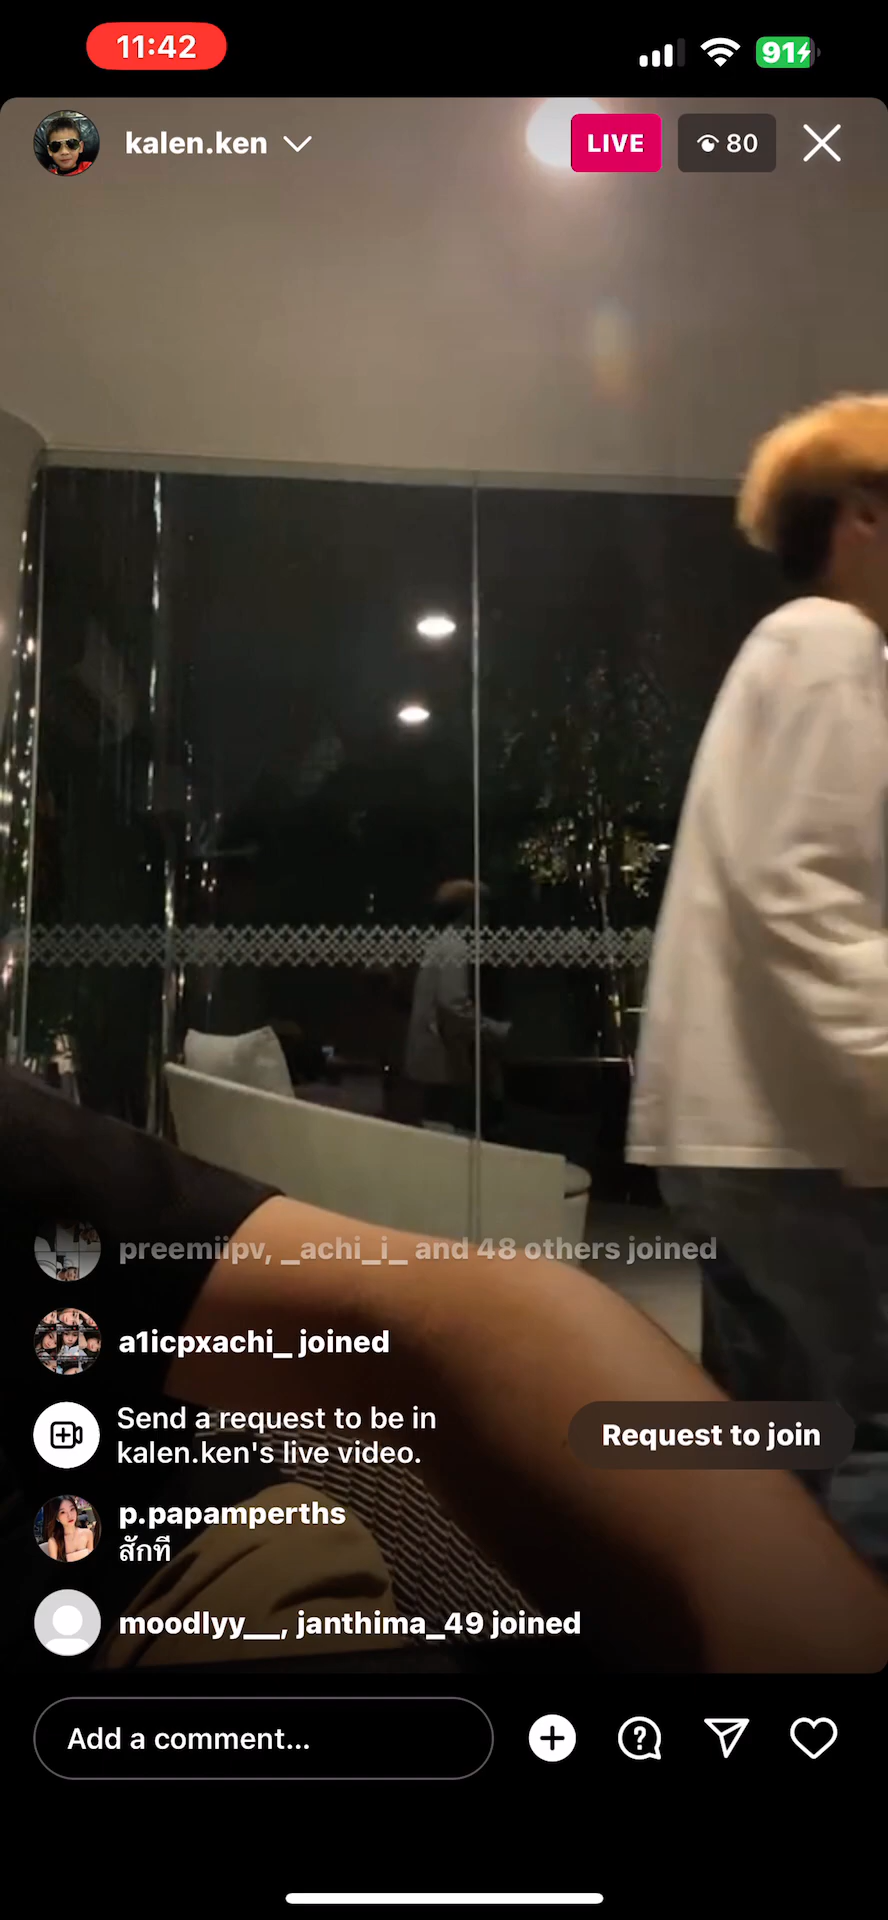 11:42
91
kalen.ken
LIVE
80
preemiipv, _achi_i_ and 48 others joined
a1icpxachi_ joined
Send a request to be in
kalen.ken's live video.
Request to join
p.papamperths
สักที
moodlyy__, janthima_49 joined
Add a comment...